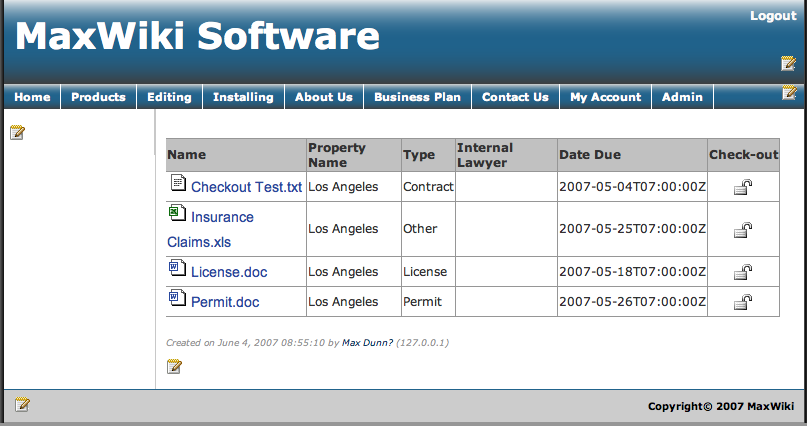 Logout
MaxWiki Software
Home Products Editing Installing About Us Business Plan Contact Us My Account Admin
Name Property Name Type Internal Lawyer Date Due Check-out
Checkout Test.txt Los Angeles Contract 2007-05-04T07:00:00Z
Insurance Claims.xls Los Angeles Other 2007-05-25T07:00:00Z
License.doc Los Angeles License 2007-05-18T07:00:00Z
Permit.doc Los Angeles Permit 2007-05-26T07:00:00Z
Created on June 4, 2007 08:55:10 by Max Dunn? (127.0.0.1)
Copyright© 2007 MaxWiki